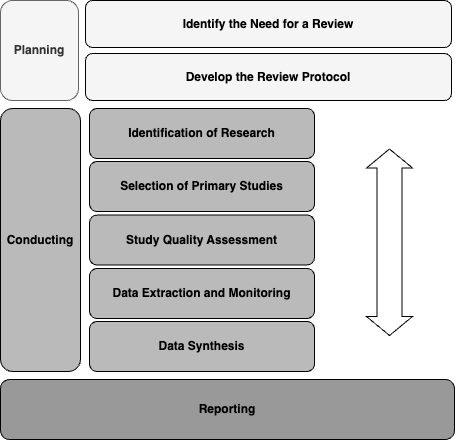 Planning
Identify the Need for a Review
Develop the Review Protocol
Conducting
Identification of Research
Selection of Primary Studies
Study Quality Assessment
Data Extraction and Monitoring
Data Synthesis
Reporting